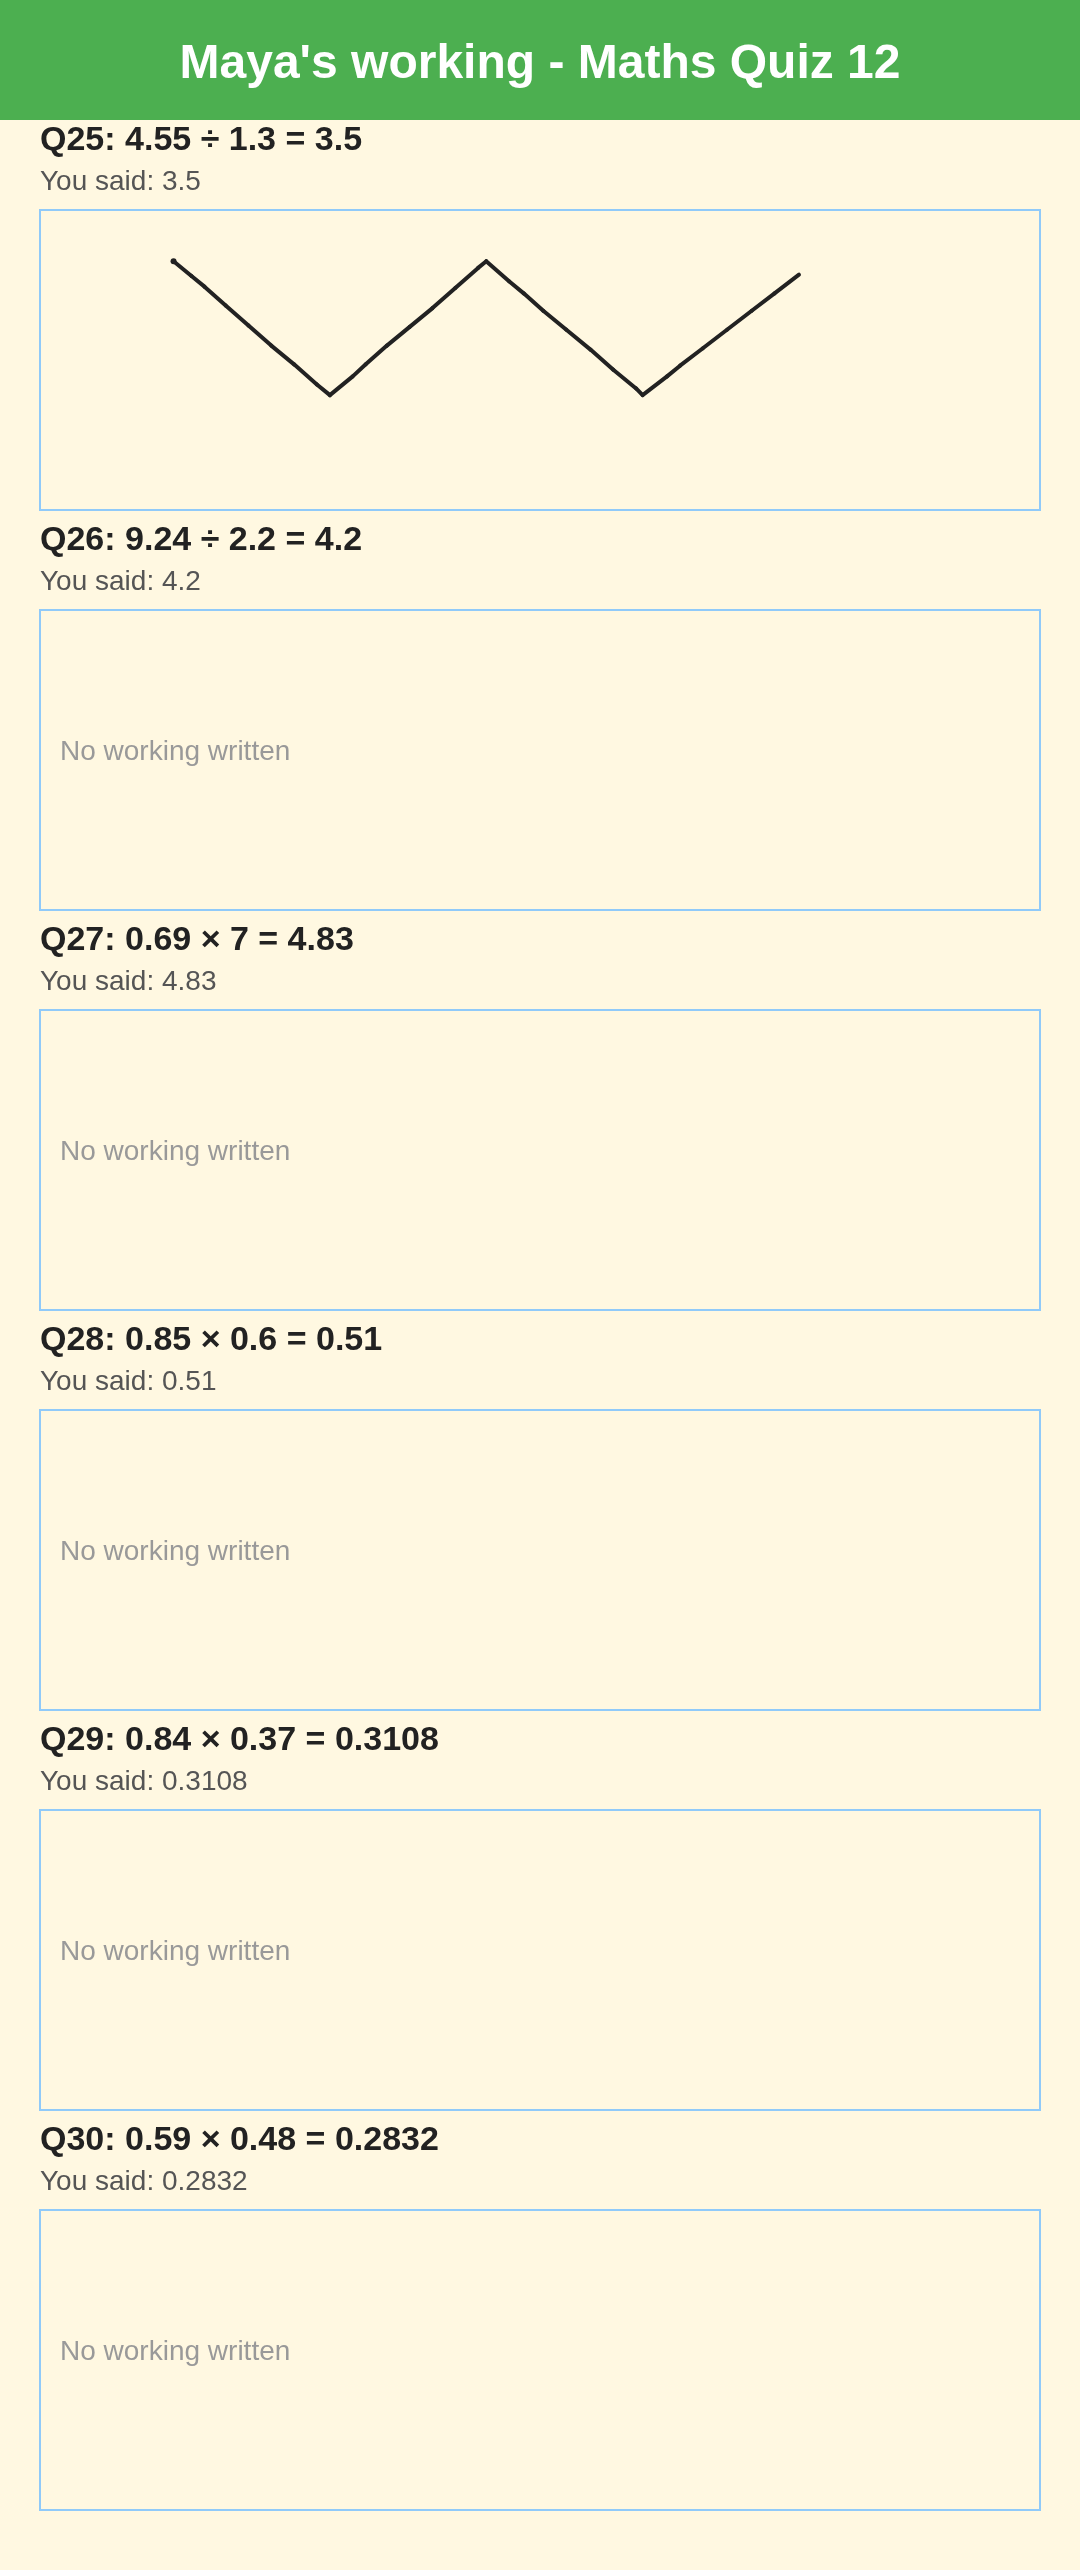 Maya's working - Maths Quiz 12
Q25: 4.55 ÷ 1.3 = 3.5
You said: 3.5
Q26: 9.24 ÷ 2.2 = 4.2
You said: 4.2
No working written
Q27: 0.69 × 7 = 4.83
You said: 4.83
No working written
Q28: 0.85 × 0.6 = 0.51
You said: 0.51
No working written
Q29: 0.84 × 0.37 = 0.3108
You said: 0.3108
No working written
Q30: 0.59 × 0.48 = 0.2832
You said: 0.2832
No working written